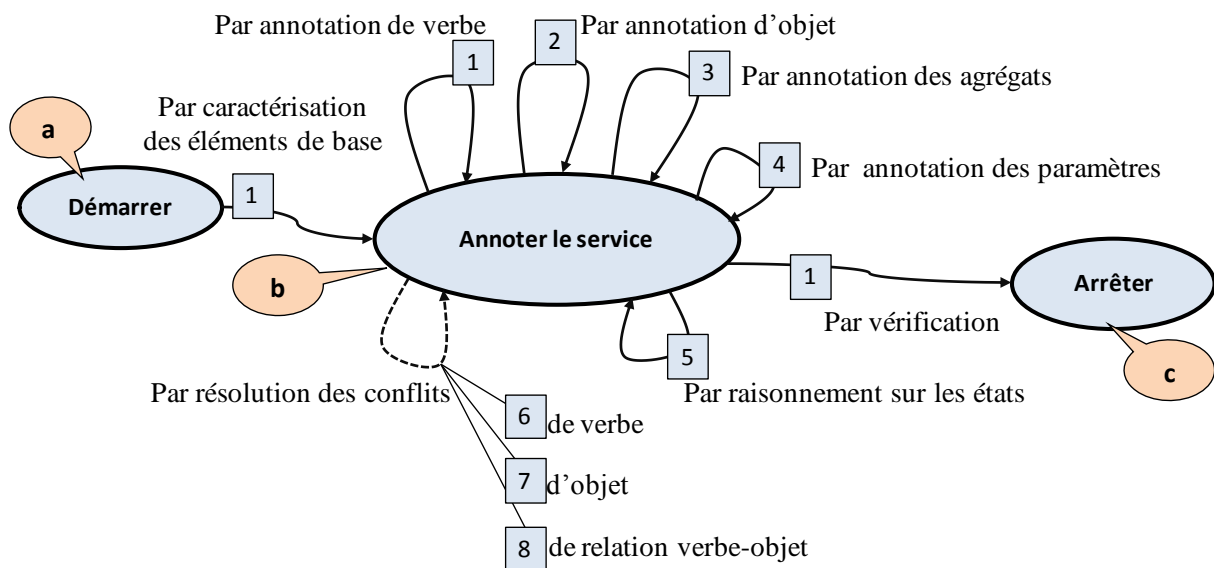 Par annotation de verbe
1
2
Par annotation d’objet
3
Par annotation des agrégats
Par caractérisation
des éléments de base
a
4
Par  annotation des paramètres
Démarrer
1
Annoter le service
b
1
Arrêter
Par vérification
c
5
Par raisonnement sur les états
Par résolution des conflits
6
de verbe
7
d’objet
8
de relation verbe-objet